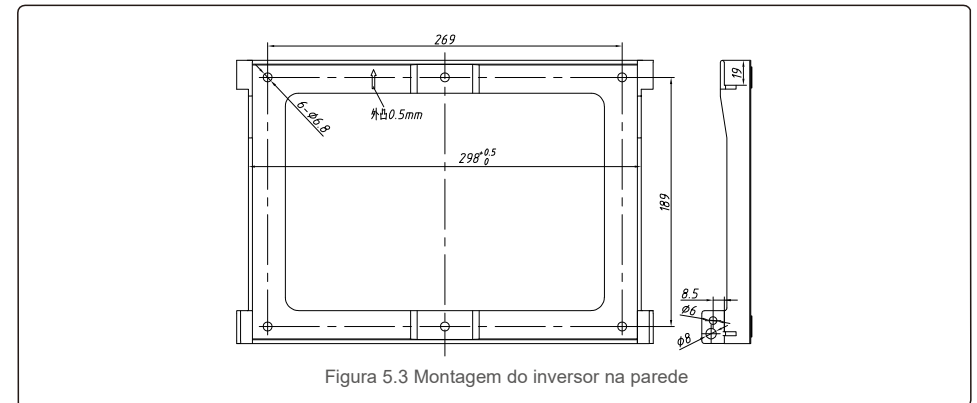 269
19
6-Ø6.8
外凸0.5mm
298 +0.5 0
189
8.5
Ø6
Ø8
Figura 5.3 Montagem do inversor na parede